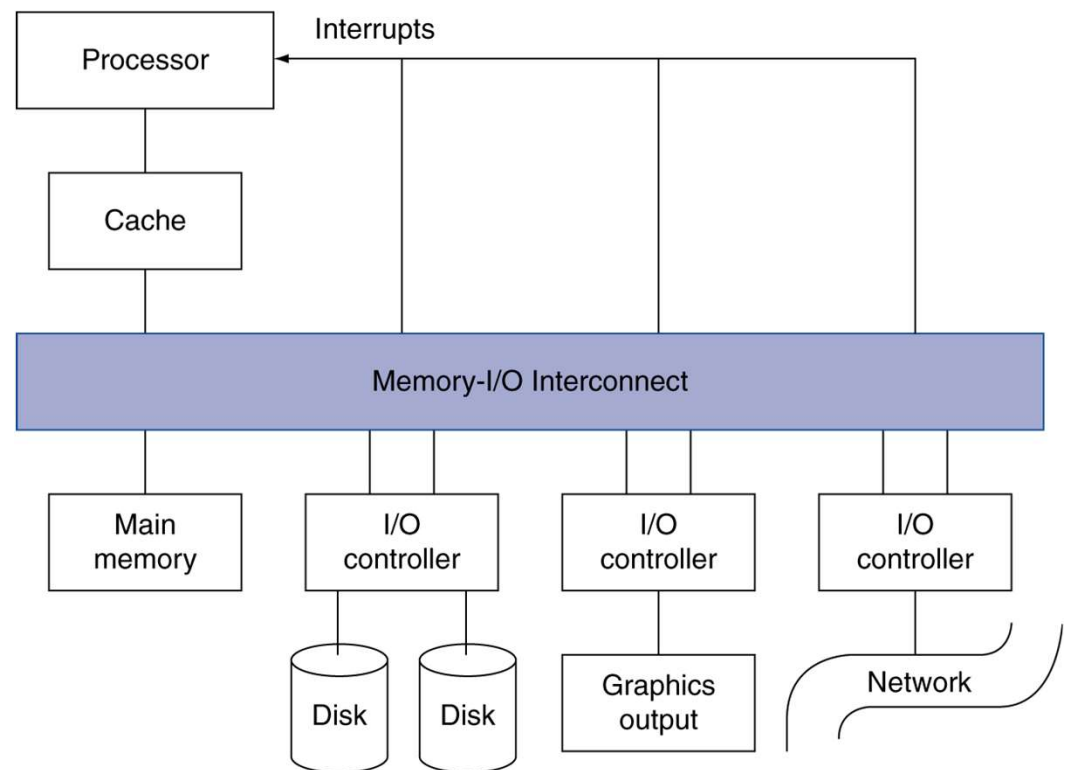 Interrupts
Processor
Cache
Memory-I/O Interconnect
Main
memory
I/O
controller
I/O
controller
I/O
controller
Disk
Disk
Graphics
output
Network